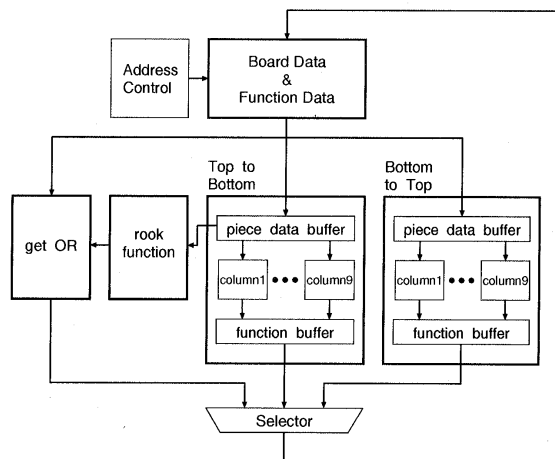 Address
Control
Board Data
&
Function Data
Top to
Bottom
Bottom
to Top
get OR
rook
function
piece data buffer
column1 ••• column9
function buffer
piece data buffer
column1 ••• column9
function buffer
Selector